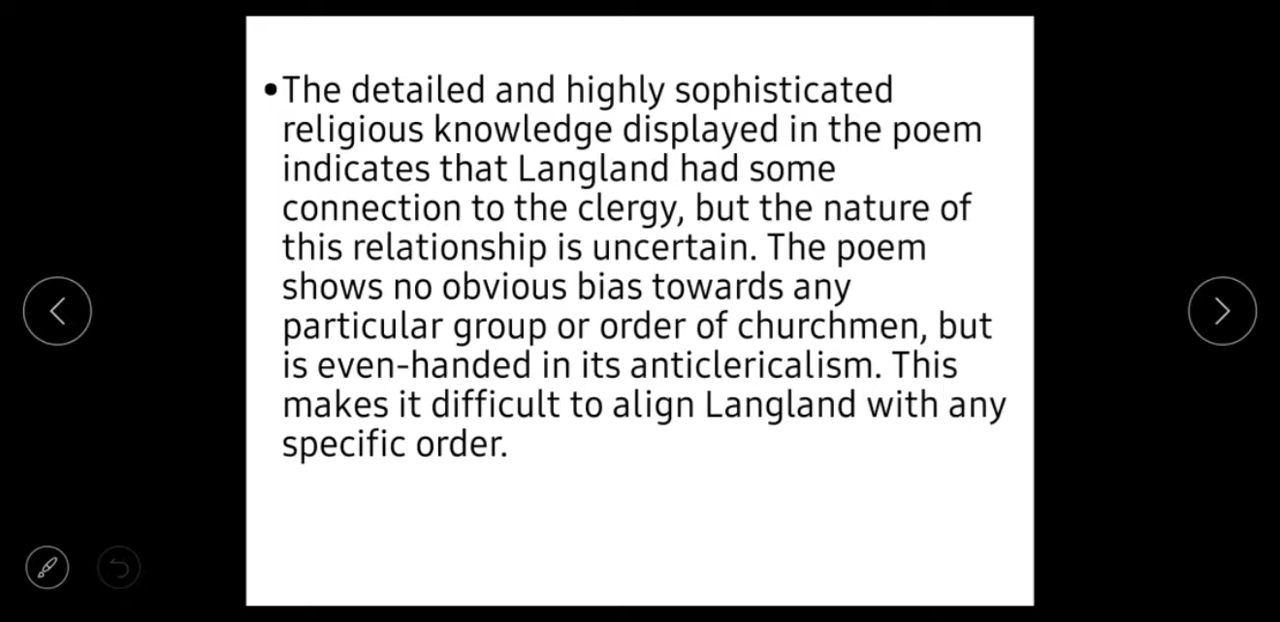 •The detailed and highly sophisticated
religious knowledge displayed in the poem
indicates that Langland had some
connection to the clergy, but the nature of
this relationship is uncertain. The poem
shows no obvious bias towards any
particular group or order of churchmen, but
is even-handed in its anticlericalism. This
makes it difficult to align Langland with any
specific order.